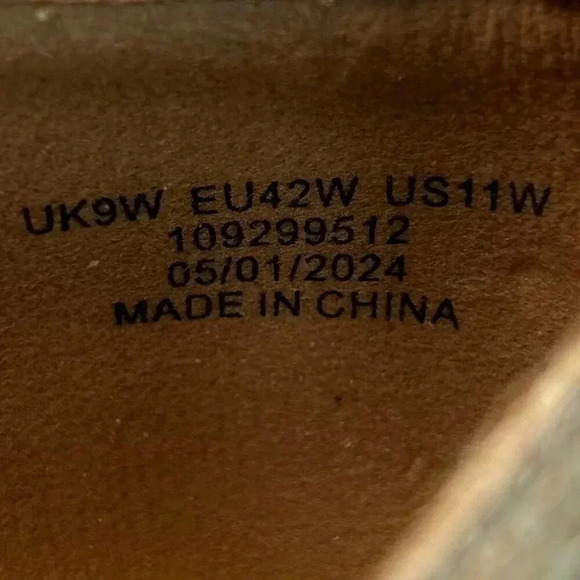 UK9W EU42W US11W
109299512
05/01/2024
MADE IN CHINA